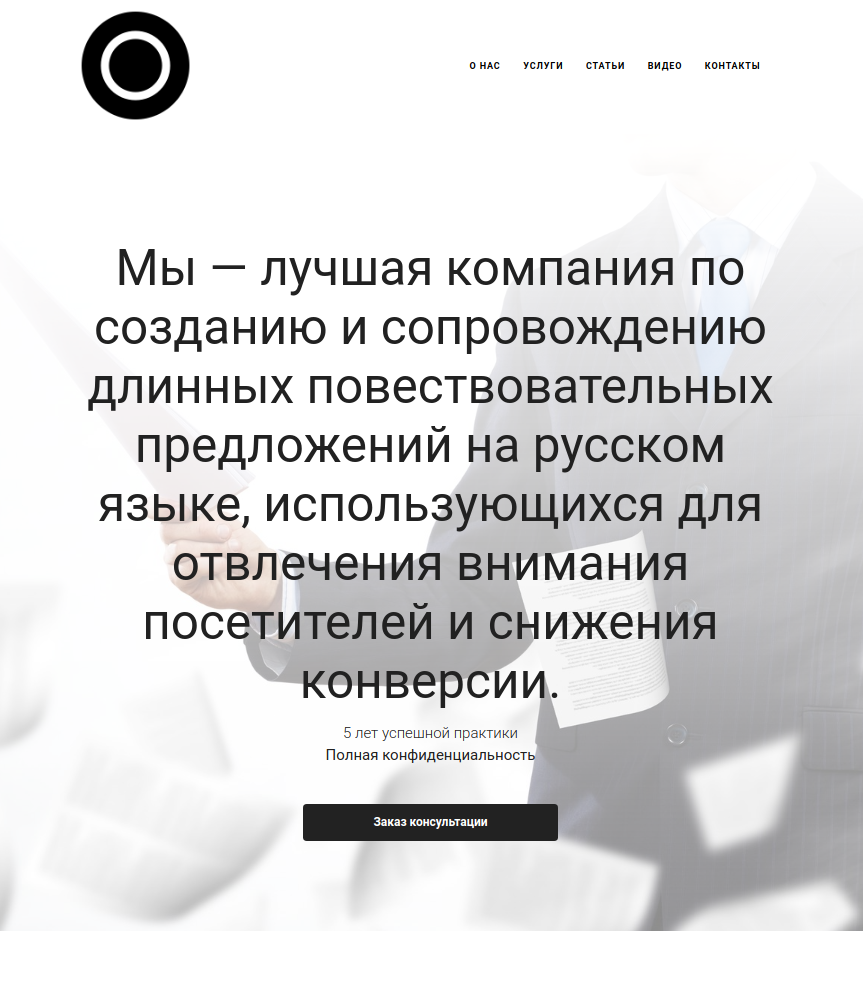 О НАС УСЛУГИ СТАТЬИ ВИДЕО КОНТАКТЫ
Мы — лучшая компания по
созданию и сопровождению
длинных повествовательных
предложений на русском
языке, использующихся для
отвлечения внимания
посетителей и снижения
конверсии.
5 лет успешной практики
Полная конфиденциальность
Заказ консультации